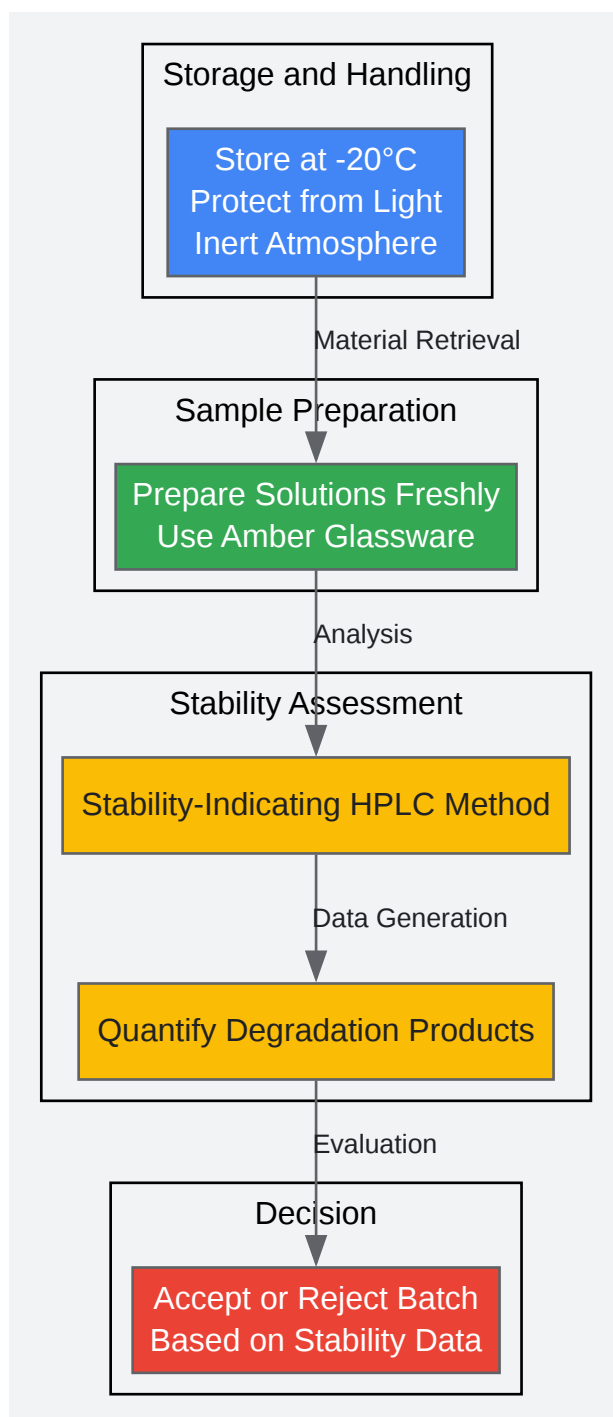 Storage and Handling
Store at -20°C
Protect from Light
Inert Atmosphere
Material Retrieval
Sample Preparation
Prepare Solutions Freshly
Use Amber Glassware
Analysis
Stability Assessment
Stability-Indicating HPLC Method
Data Generation
Quantify Degradation Products
Evaluation
Decision
Accept or Reject Batch
Based on Stability Data